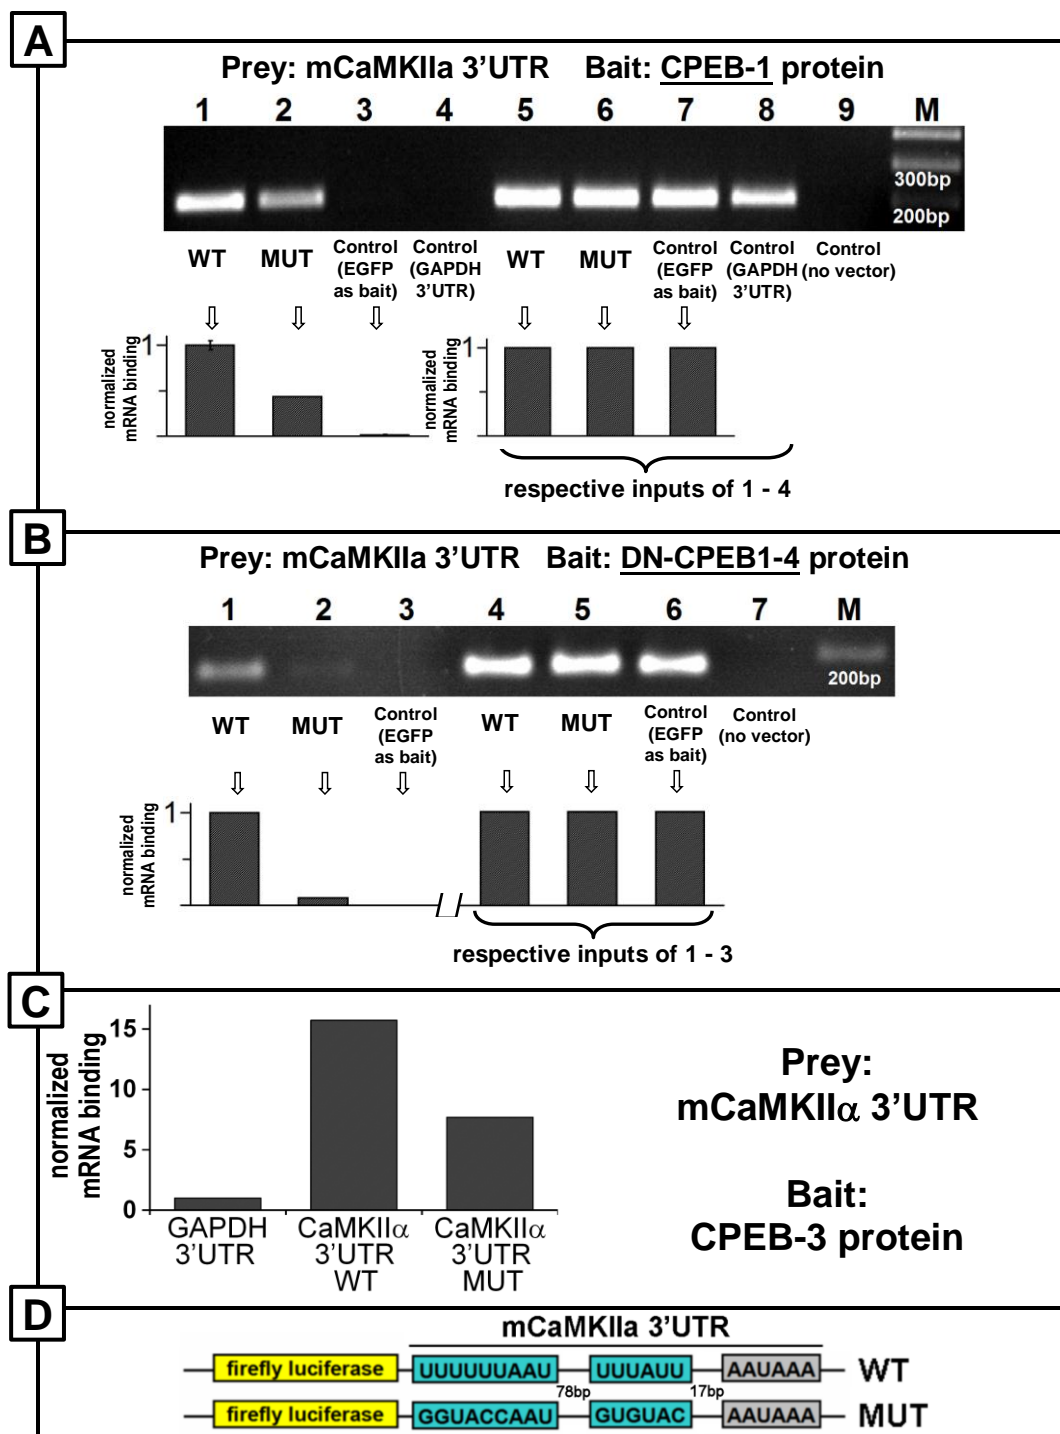 A
Prey: mCaMKIIa 3'UTR Bait: CPEB-1 protein
1 2 3 4 5 6 7 8 9 M
300bp
200bp
WT MUT Control (EGFP as bait) Control (GAPDH 3'UTR) WT MUT Control (EGFP as bait) Control (GAPDH 3'UTR) Control (no vector)
normalized
mRNA binding
1
normalized
mRNA binding
1
respective inputs of 1 - 4
B
Prey: mCaMKIIa 3'UTR Bait: DN-CPEB1-4 protein
1 2 3 4 5 6 7 M
200bp
WT MUT Control (EGFP as bait) WT MUT Control (EGFP as bait) Control (no vector)
normalized
mRNA binding
1
respective inputs of 1 - 3
C
normalized
mRNA binding
15
10
5
0
GAPDH
3'UTR
CaMKIIα
3'UTR
WT
CaMKIIα
3'UTR
MUT
Prey:
mCaMKIIα 3'UTR
Bait:
CPEB-3 protein
D
mCaMKIIa 3'UTR
firefly luciferase UUUUUUAAU UUUAUU AAUAAA WT
78bp 17bp
firefly luciferase GGUACCAAU GUGUAC AAUAAA MUT